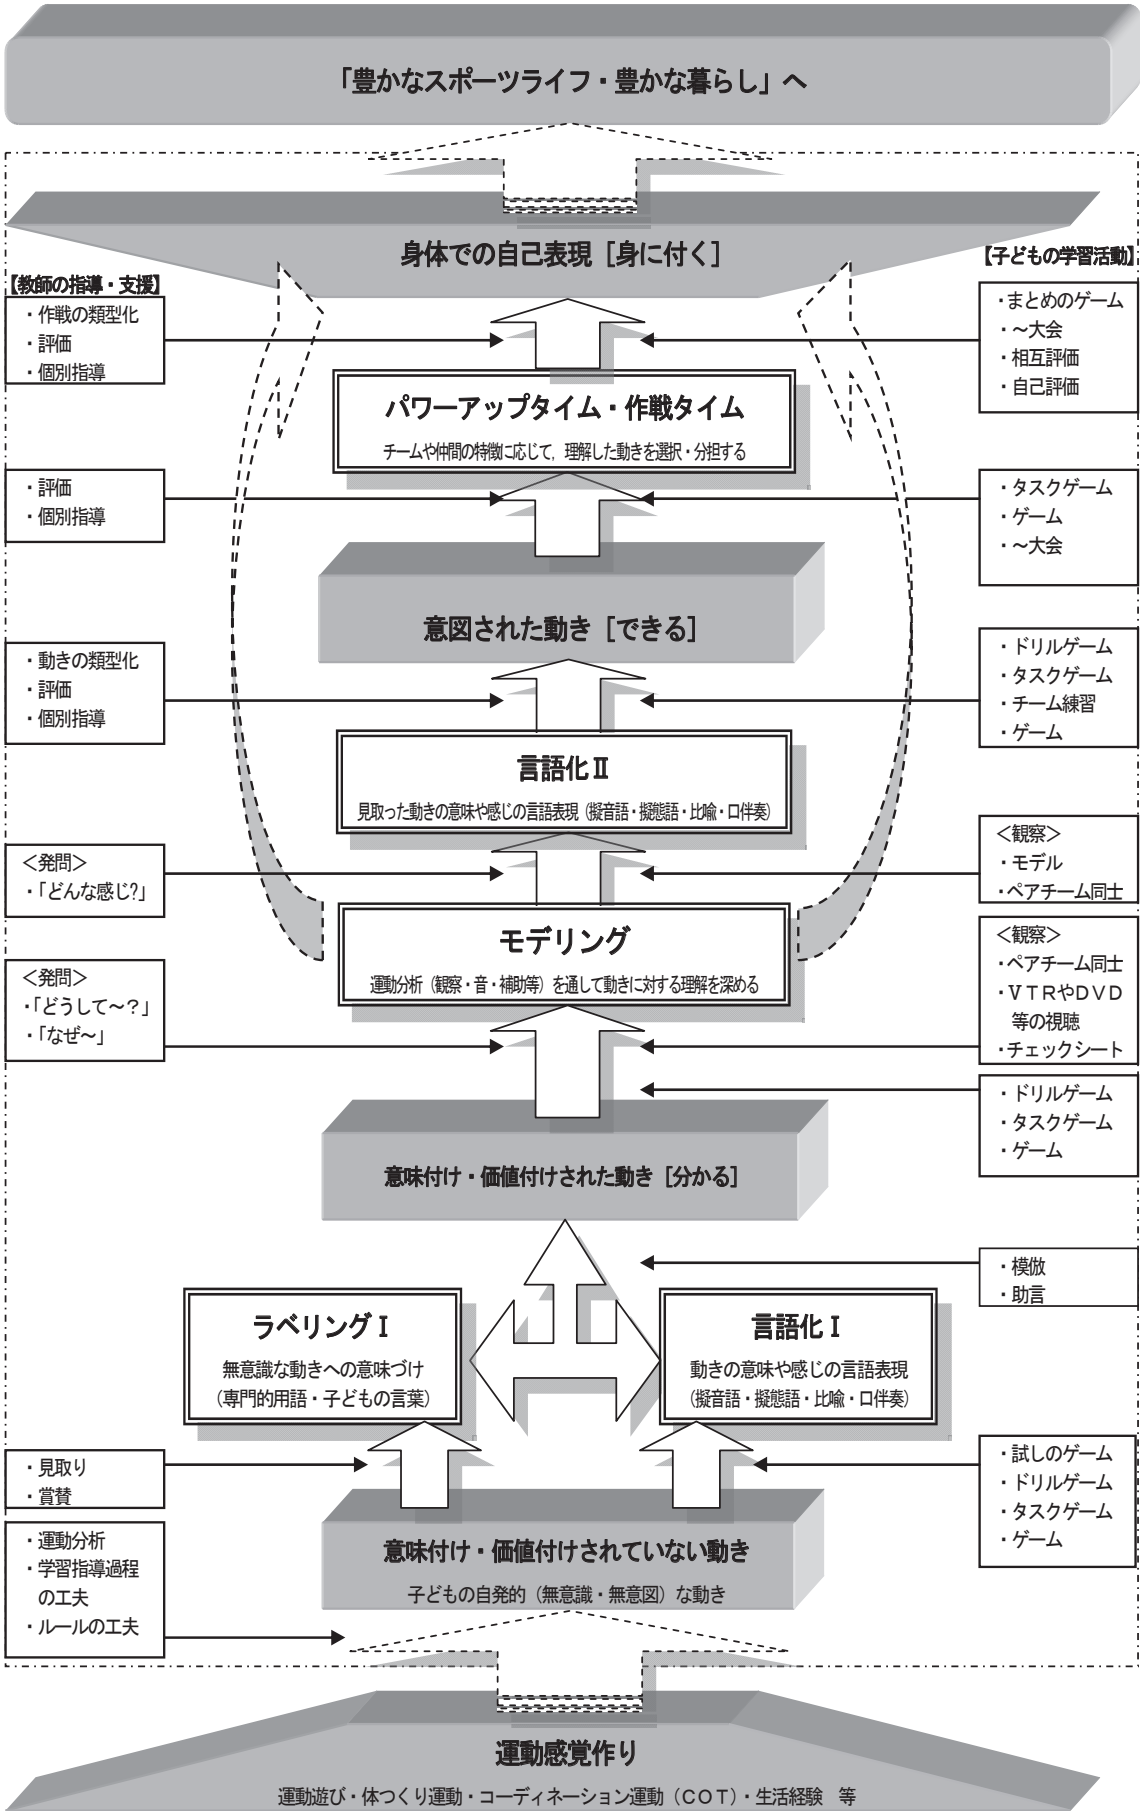 「豊かなスポーツライフ・豊かな暮らし」へ
身体での自己表現［身に付く］
【教師の指導・支援】
【子どもの学習活動】
・作戦の類型化
・評価
・個別指導
・まとめのゲーム
・～大会
・相互評価
・自己評価
パワーアップタイム・作戦タイム
チームや仲間の特徴に応じて，理解した動きを選択・分担する
・評価
・個別指導
・タスクゲーム
・ゲーム
・～大会
意図された動き［できる］
・動きの類型化
・評価
・個別指導
・ドリルゲーム
・タスクゲーム
・チーム練習
・ゲーム
言語化Ⅱ
見取った動きの意味や感じの言語表現（擬音語・擬態語・比喩・口伴奏）
＜発問＞
・「どんな感じ?」
＜観察＞
・モデル
・ペアチーム同士
モデリング
運動分析（観察・音・補助等）を通して動きに対する理解を深める
＜発問＞
・「どうして～？」
・「なぜ～」
＜観察＞
・ペアチーム同士
・ＶＴＲやＤＶＤ
等の視聴
・チェックシート
・ドリルゲーム
・タスクゲーム
・ゲーム
意味付け・価値付けされた動き［分かる］
・模倣
・助言
ラベリングⅠ
無意識な動きへの意味づけ
（専門的用語・子どもの言葉）
言語化Ⅰ
動きの意味や感じの言語表現
（擬音語・擬態語・比喩・口伴奏）
・見取り
・賞賛
・試しのゲーム
・ドリルゲーム
・タスクゲーム
・ゲーム
意味付け・価値付けされていない動き
子どもの自発的（無意識・無意図）な動き
・運動分析
・学習指導過程
の工夫
・ルールの工夫
運動感覚作り
運動遊び・体つくり運動・コーディネーション運動（ＣＯＴ）・生活経験　等